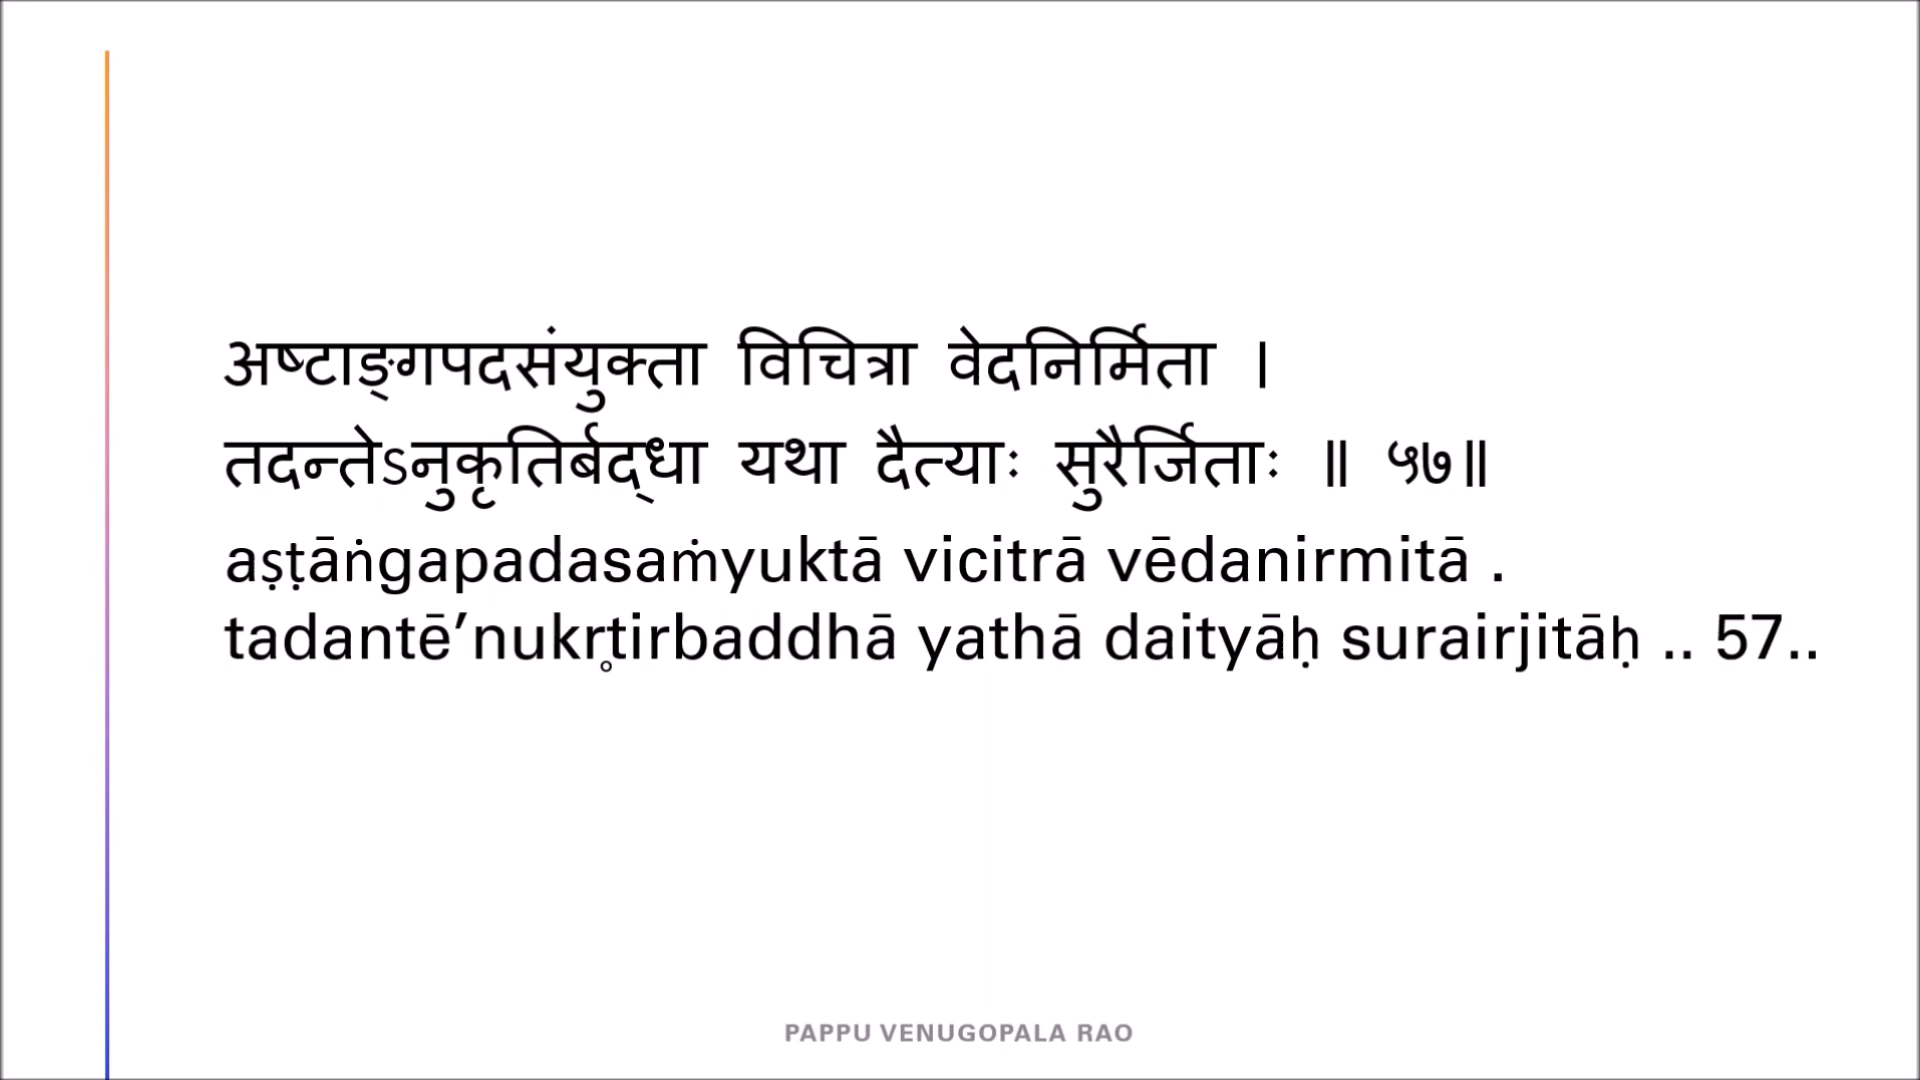 अष्टाङ्गपदसंयुक्ता विचित्रा वेदनिर्मिता ।
तदन्तेऽनुकृतिर्बद्धा यथा दैत्याः सुरैर्जिताः ॥ ५७॥
aṣṭāṅgapadasaṁyuktā vicitrā vēdanirmitā .
tadantē’nukr̥tirbaddhā yathā daityāḥ surairjitāḥ .. 57..
PAPPU VENUGOPALA RAO